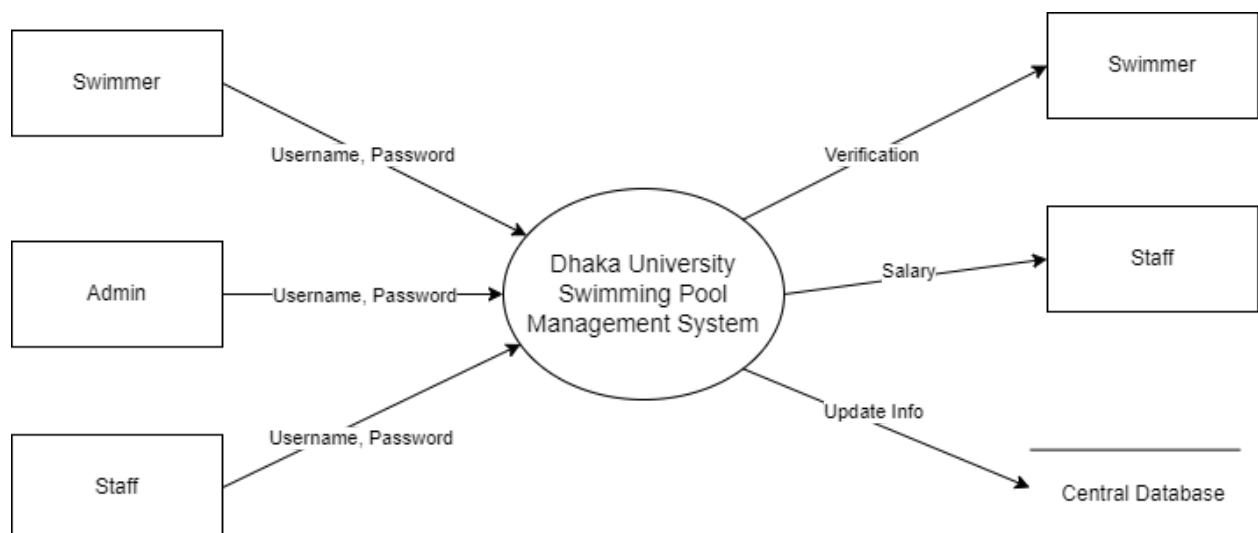 Swimmer
Username, Password
Admin
Username, Password
Staff
Username, Password
Dhaka University
Swimming Pool
Management System
Verification
Swimmer
Salary
Staff
Update Info
Central Database